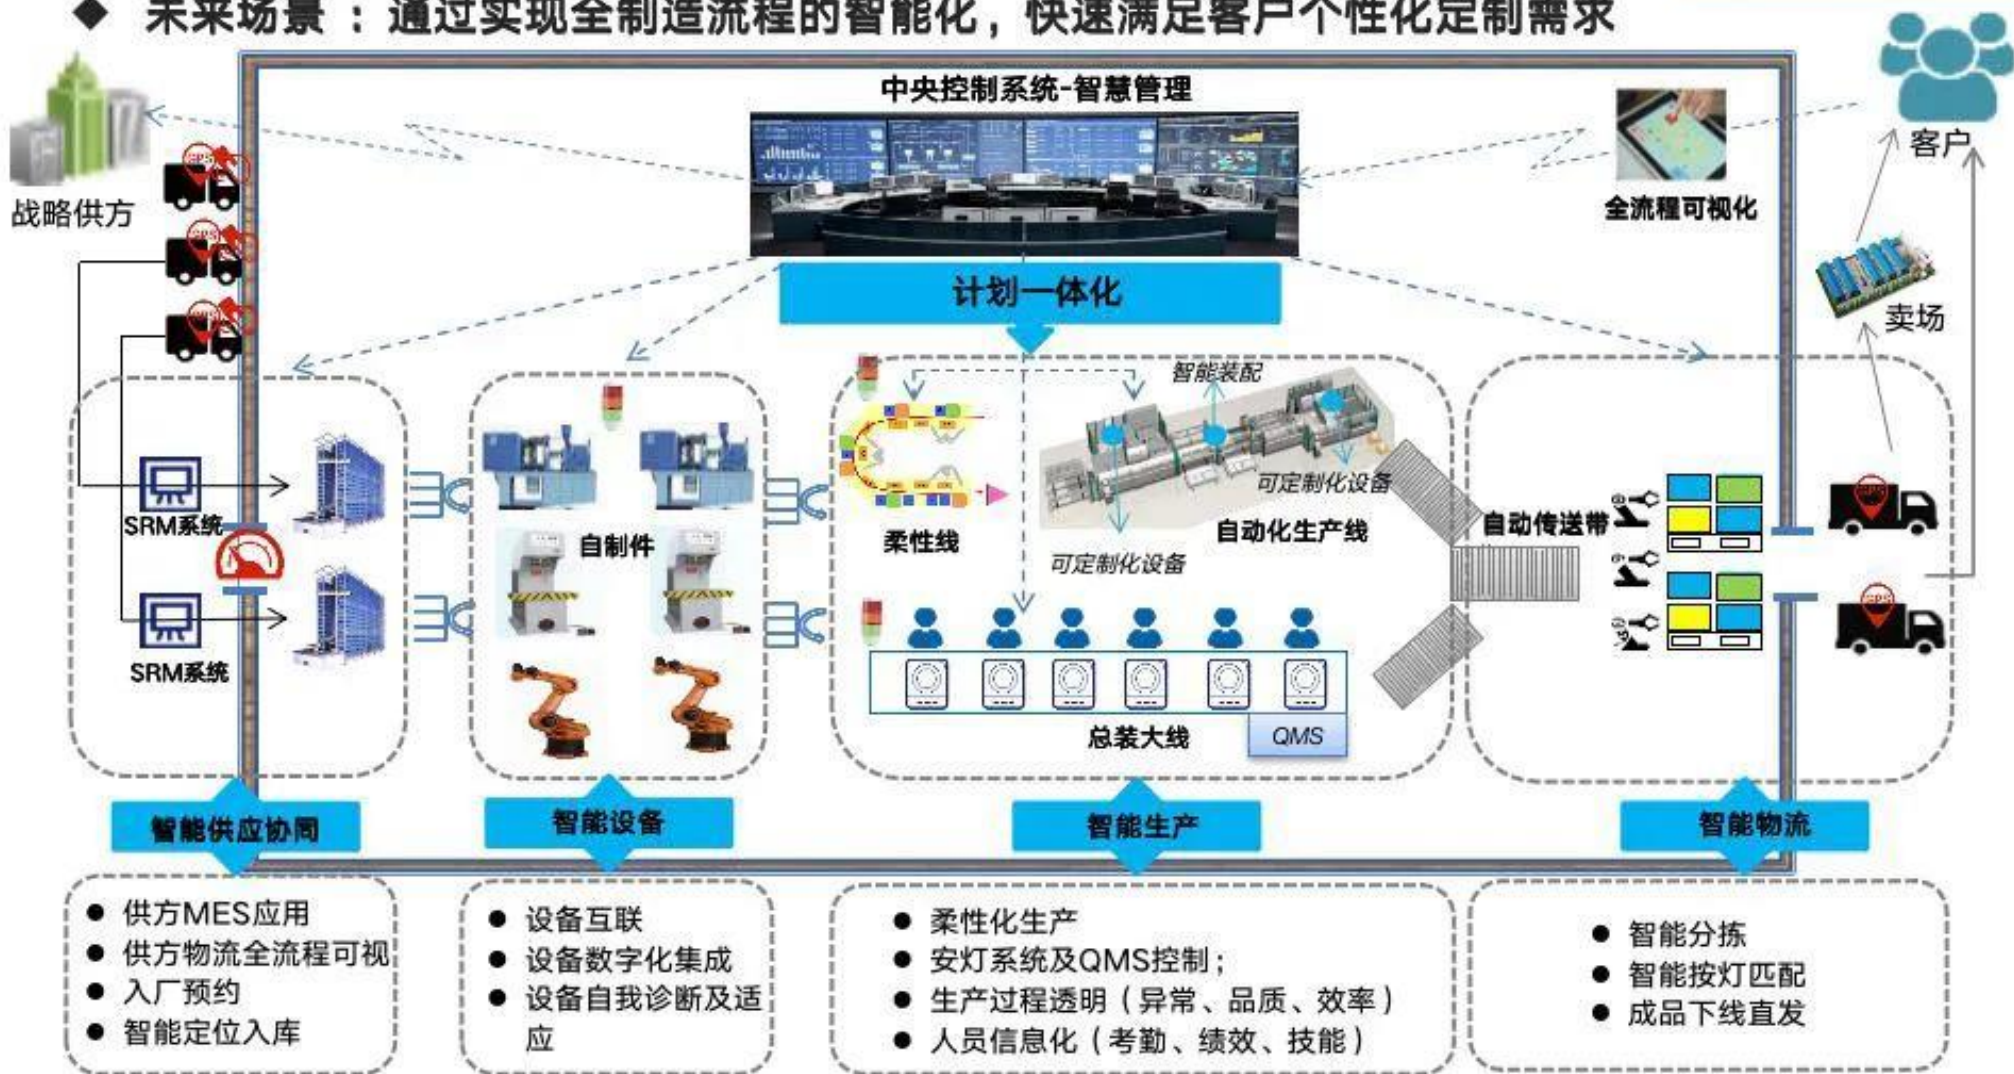 ◆ 未来场景：通过实现全制造流程的智能化，快速满足客户个性化定制需求
中央控制系统-智慧管理
客户
战略供方
GPS
GPS
GPS
全流程可视化
计划一体化
卖场
智能装配
可定制化设备
自动化生产线
可定制化设备
柔性线
自制件
SRM系统
SRM系统
自动传送带
GPS
GPS
总装大线
QMS
智能供应协同
智能设备
智能生产
智能物流
● 供方MES应用
● 供方物流全流程可视
● 入厂预约
● 智能定位入库
● 设备互联
● 设备数字化集成
● 设备自我诊断及适
应
● 柔性化生产
● 安灯系统及QMS控制；
● 生产过程透明（异常、品质、效率）
● 人员信息化（考勤、绩效、技能）
● 智能分拣
● 智能按灯匹配
● 成品下线直发